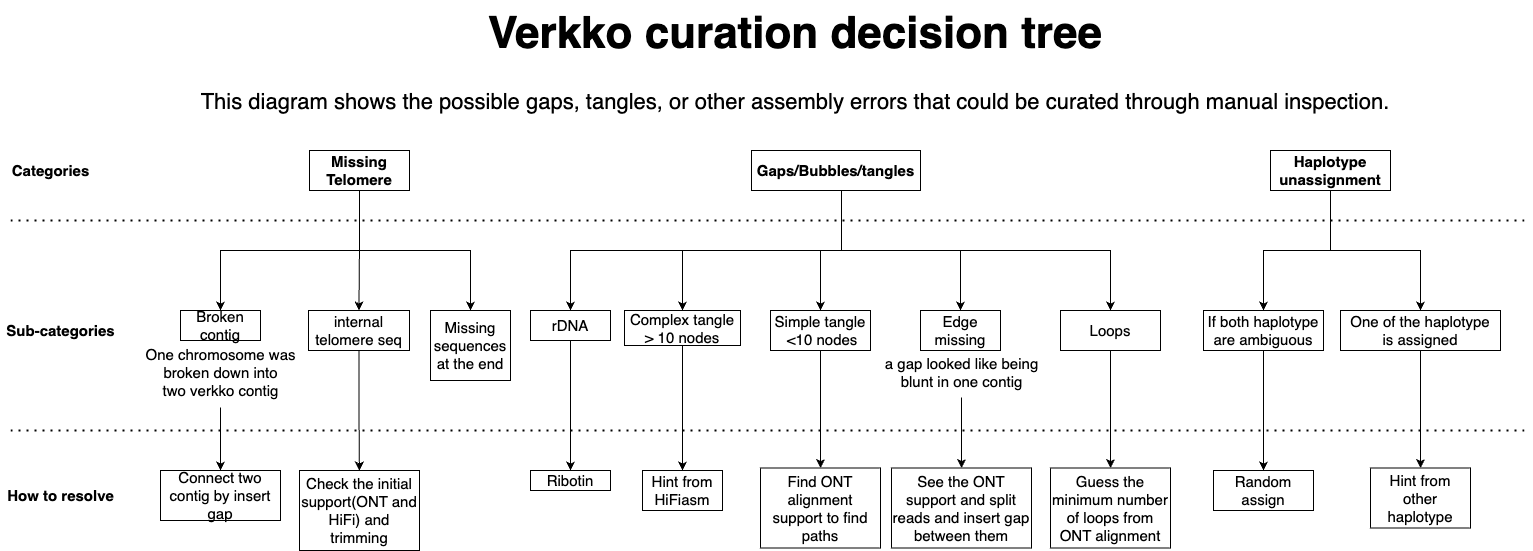 Verkko curation decision tree
This diagram shows the possible gaps, tangles, or other assembly errors that could be curated through manual inspection.
Categories
Missing
Telomere
Gaps/Bubbles/tangles
Haplotype
unassignment
Sub-categories
Broken
contig
One chromosome was
broken down into
two verkko contig
internal
telomere seq
Missing
sequences
at the end
rDNA
Complex tangle
> 10 nodes
Simple tangle
<10 nodes
Edge
missing
a gap looked like being
blunt in one contig
Loops
If both haplotype
are ambiguous
One of the haplotype
is assigned
How to resolve
Connect two
contig by insert
gap
Check the initial
support(ONT and
HiFi) and
trimming
Ribotin
Hint from
HiFiasm
Find ONT
alignment
support to find
paths
See the ONT
support and split
reads and insert gap
between them
Guess the
minimum number
of loops from
ONT alignment
Random
assign
Hint from
other
haplotype